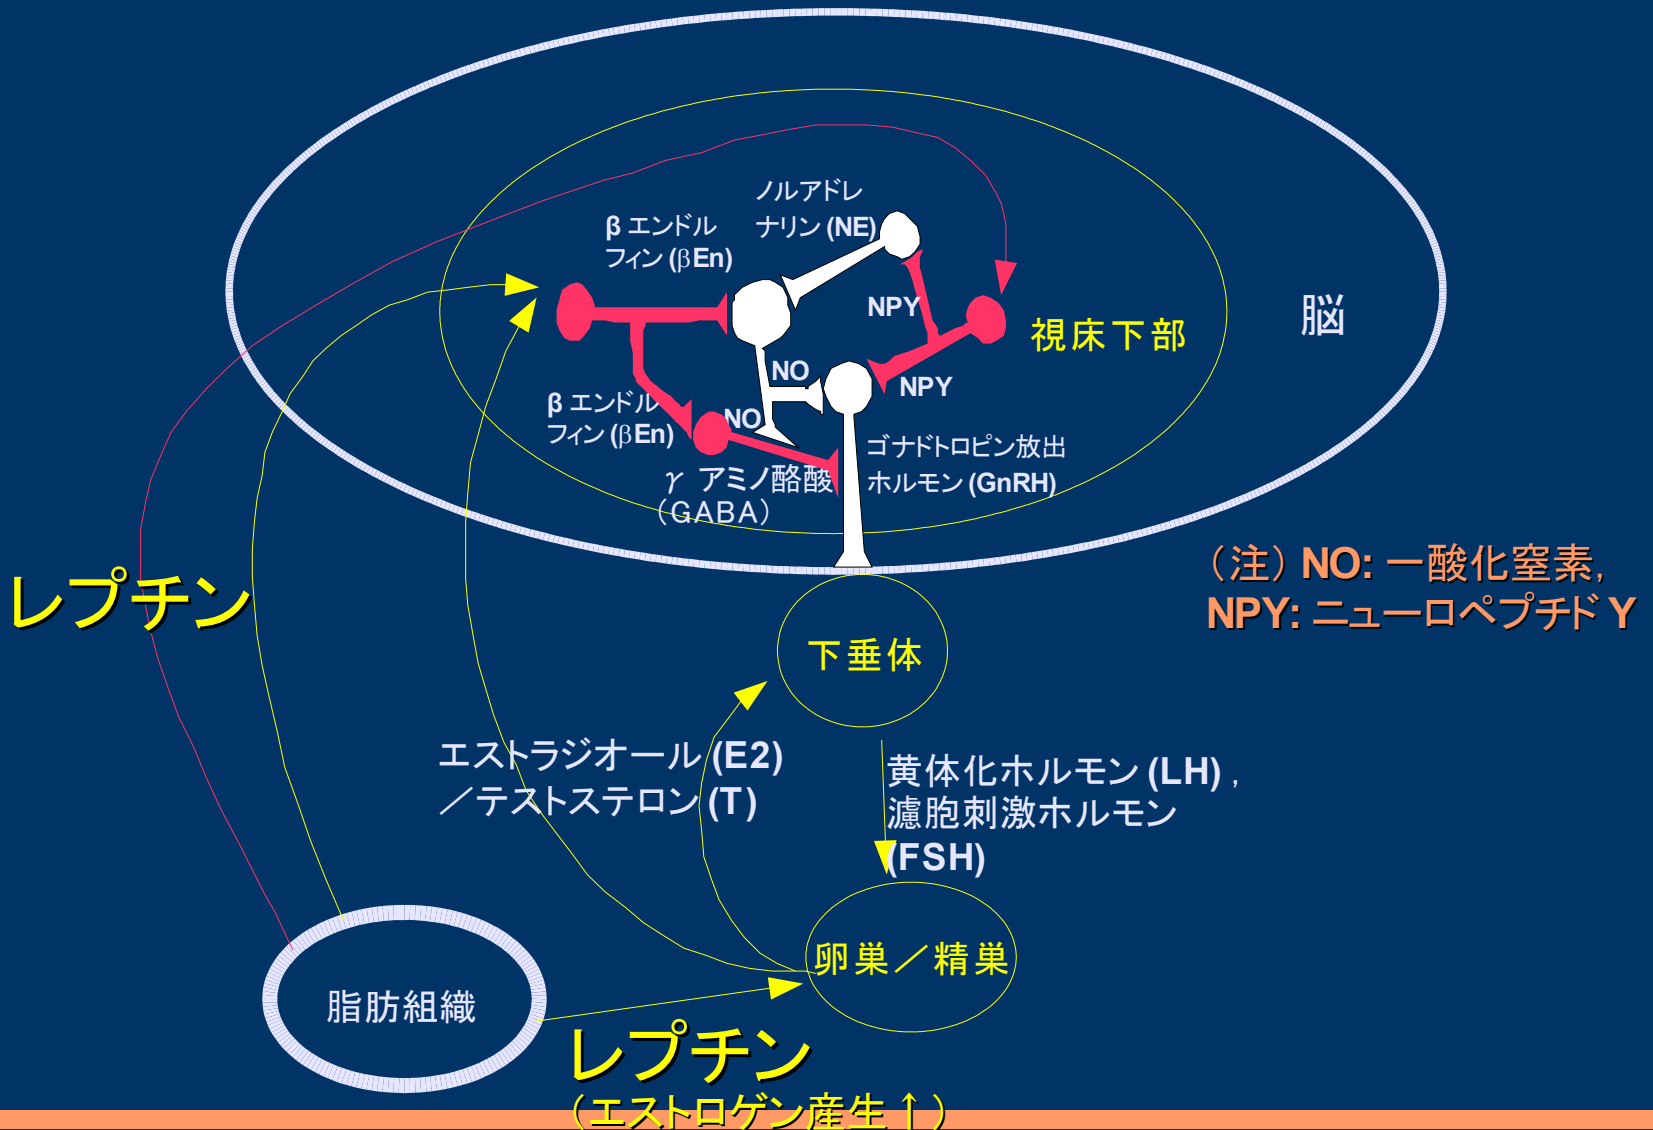 ノルアドレ
ナリン (NE)
β エンドル
フィン (βEn)
NPY
脳
視床下部
NO
NPY
β エンドル
フィン (βEn)
NO
ゴナドトロピン放出
ホルモン (GnRH)
γ アミノ酪酸
（GABA）
（注） NO: 一酸化窒素,
NPY: ニューロペプチド Y
レプチン
下垂体
エストラジオール (E2)
／テストステロン (T)
黄体化ホルモン (LH) ,
濾胞刺激ホルモン
(FSH)
卵巣／精巣
脂肪組織
レプチン
（エストロゲン産生↑）